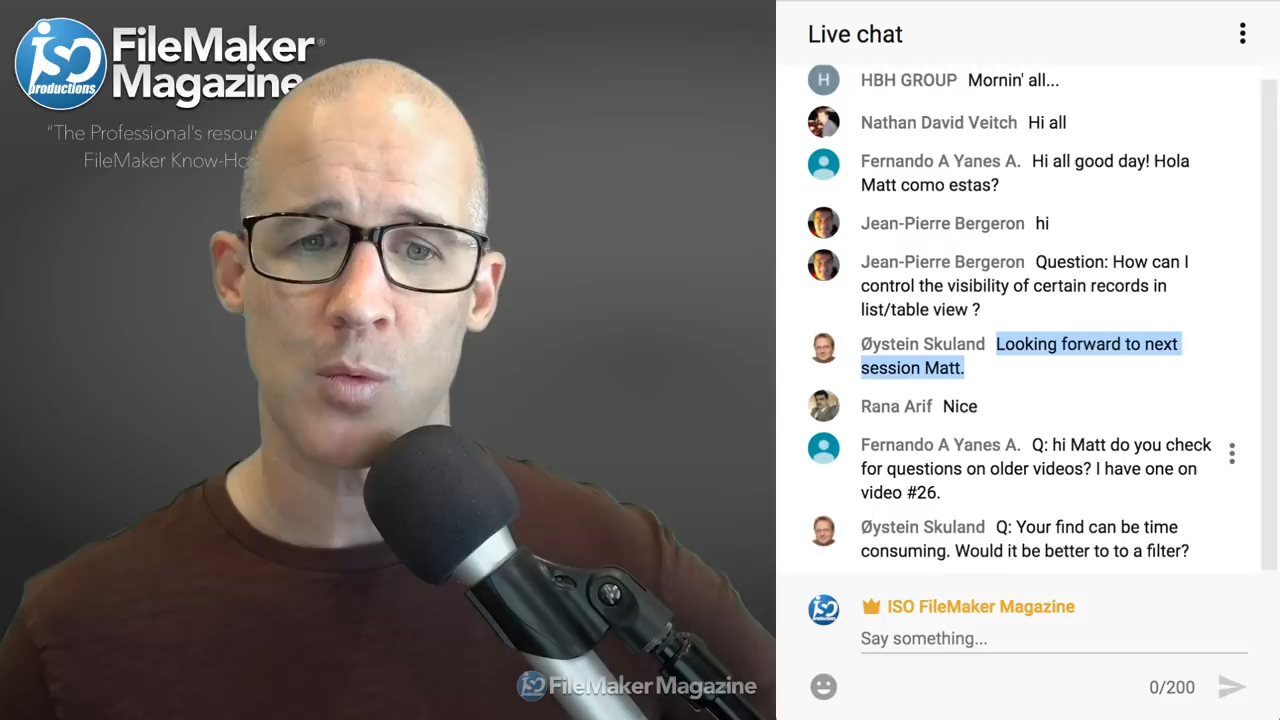 iso
productions
FileMaker®
Magazine
"The Professional's resour
FileMaker Know-Ho
Live chat
H
HBH GROUP Mornin' all...
Nathan David Veitch Hi all
Fernando A Yanes A. Hi all good day! Hola
Matt como estas?
Jean-Pierre Bergeron hi
Jean-Pierre Bergeron Question: How can I
control the visibility of certain records in
list/table view ?
Øystein Skuland Looking forward to next
session Matt.
Rana Arif Nice
Fernando A Yanes A. Q: hi Matt do you check
for questions on older videos? I have one on
video #26.
Øystein Skuland Q: Your find can be time
consuming. Would it be better to to a filter?
iso
productions
ISO FileMaker Magazine
Say something...
0/200
iso FileMaker Magazine